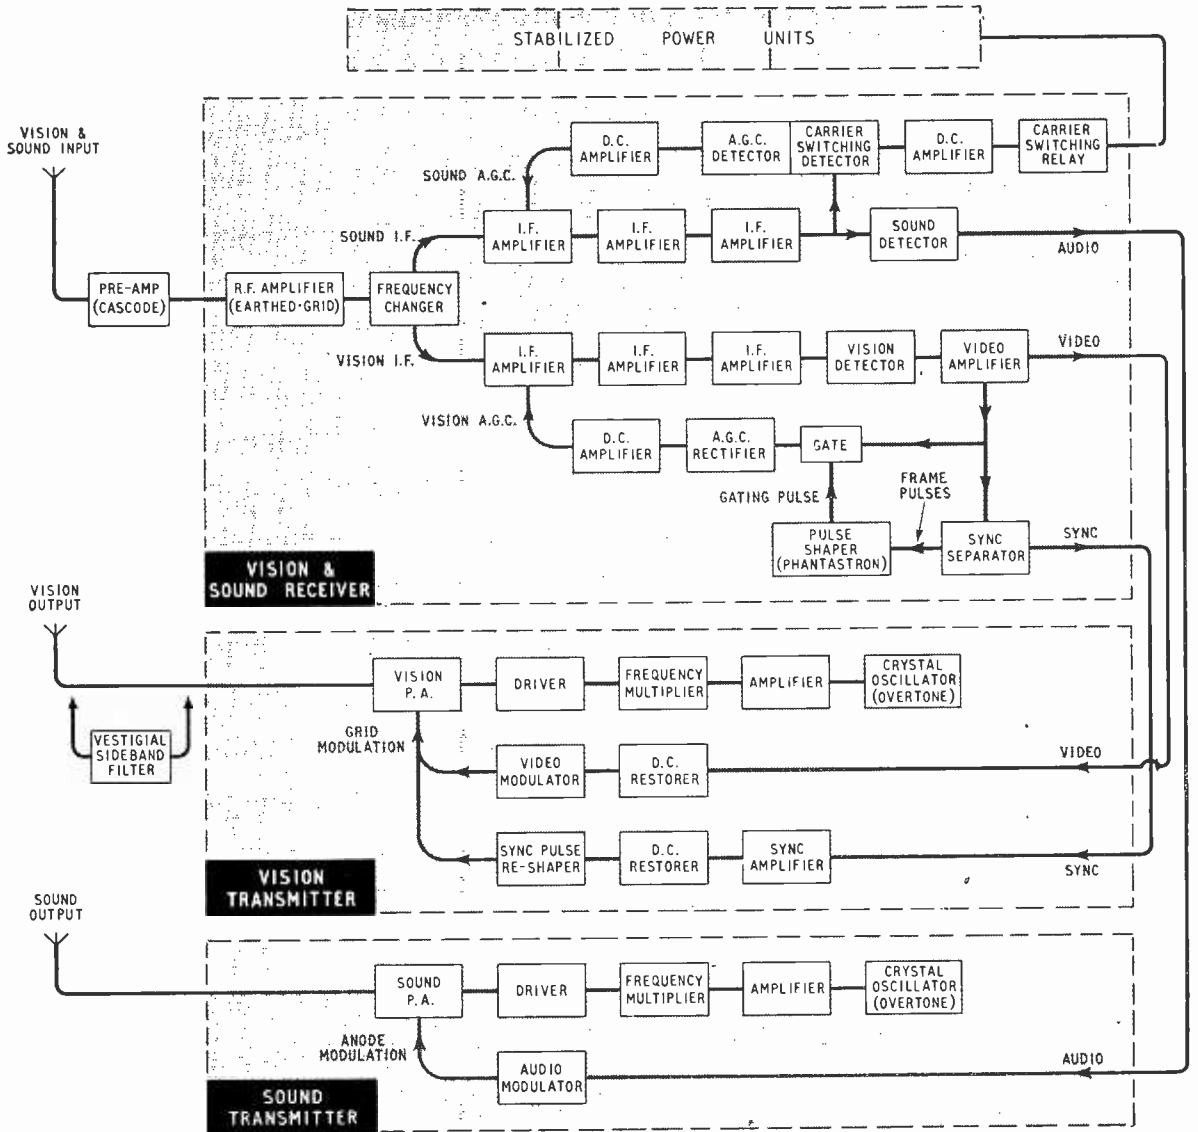 STABILIZED POWER UNITS
VISION &
SOUND INPUT
D.C.
AMPLIFIER
A.G.C.
DETECTOR
CARRIER
SWITCHING
DETECTOR
D.C.
AMPLIFIER
CARRIER
SWITCHING
RELAY
SOUND A.G.C.
SOUND I.F.
I.F.
AMPLIFIER
I.F.
AMPLIFIER
I.F.
AMPLIFIER
SOUND
DETECTOR
AUDIO
PRE-AMP
(CASCODE)
R.F. AMPLIFIER
(EARTHED-GRID)
FREQUENCY
CHANGER
VISION I.F.
I.F.
AMPLIFIER
I.F.
AMPLIFIER
I.F.
AMPLIFIER
VISION
DETECTOR
VIDEO
AMPLIFIER
VIDEO
VISION A.G.C.
D.C.
AMPLIFIER
A.G.C.
RECTIFIER
GATE
GATING PULSE
FRAME
PULSES
PULSE
SHAPER
(PHANTASTRON)
SYNC
SEPARATOR
SYNC
VISION &
SOUND RECEIVER
VISION
OUTPUT
VISION
P.A.
DRIVER
FREQUENCY
MULTIPLIER
AMPLIFIER
CRYSTAL
OSCILLATOR
(OVERTONE)
VESTIGIAL
SIDEBAND
FILTER
GRID
MODULATION
VIDEO
MODULATOR
D.C.
RESTORER
VIDEO
SYNC PULSE
RE-SHAPER
D.C.
RESTORER
SYNC
AMPLIFIER
SYNC
VISION
TRANSMITTER
SOUND
OUTPUT
SOUND
P.A.
DRIVER
FREQUENCY
MULTIPLIER
AMPLIFIER
CRYSTAL
OSCILLATOR
(OVERTONE)
ANODE
MODULATION
AUDIO
MODULATOR
AUDIO
SOUND
TRANSMITTER